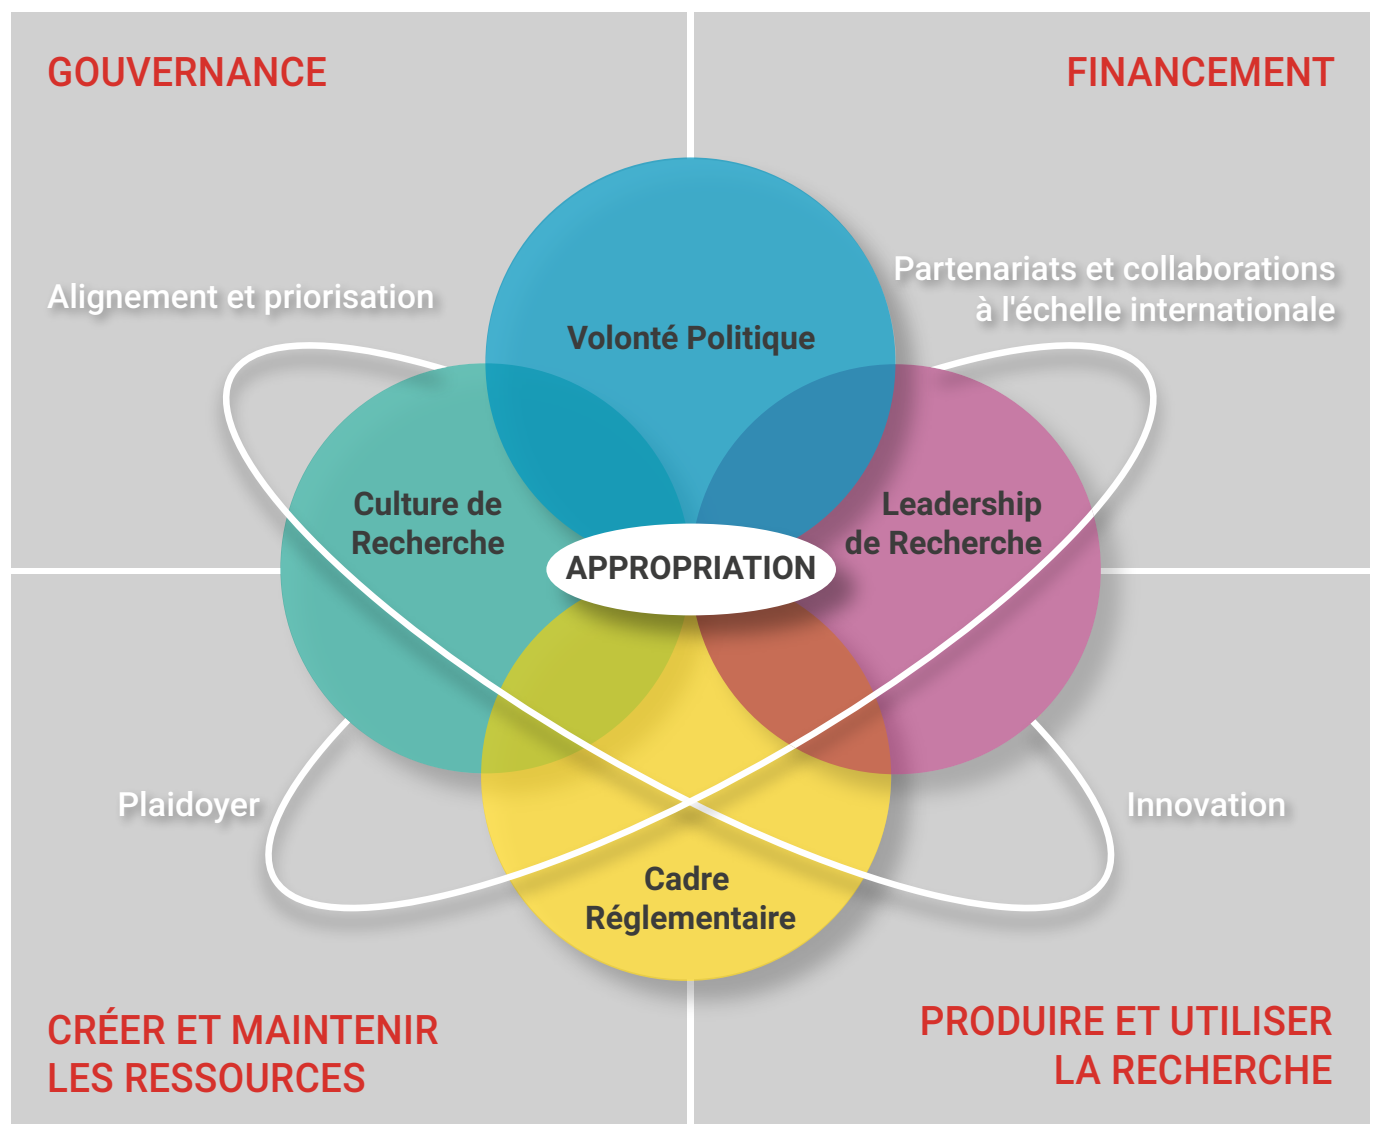 GOUVERNANCE
FINANCEMENT
Alignement et priorisation
Partenariats et collaborations
à l'échelle internationale
Volonté Politique
Culture de
Recherche
Leadership
de Recherche
APPROPRIATION
Plaidoyer
Innovation
Cadre
Réglementaire
CRÉER ET MAINTENIR
LES RESSOURCES
PRODUIRE ET UTILISER
LA RECHERCHE